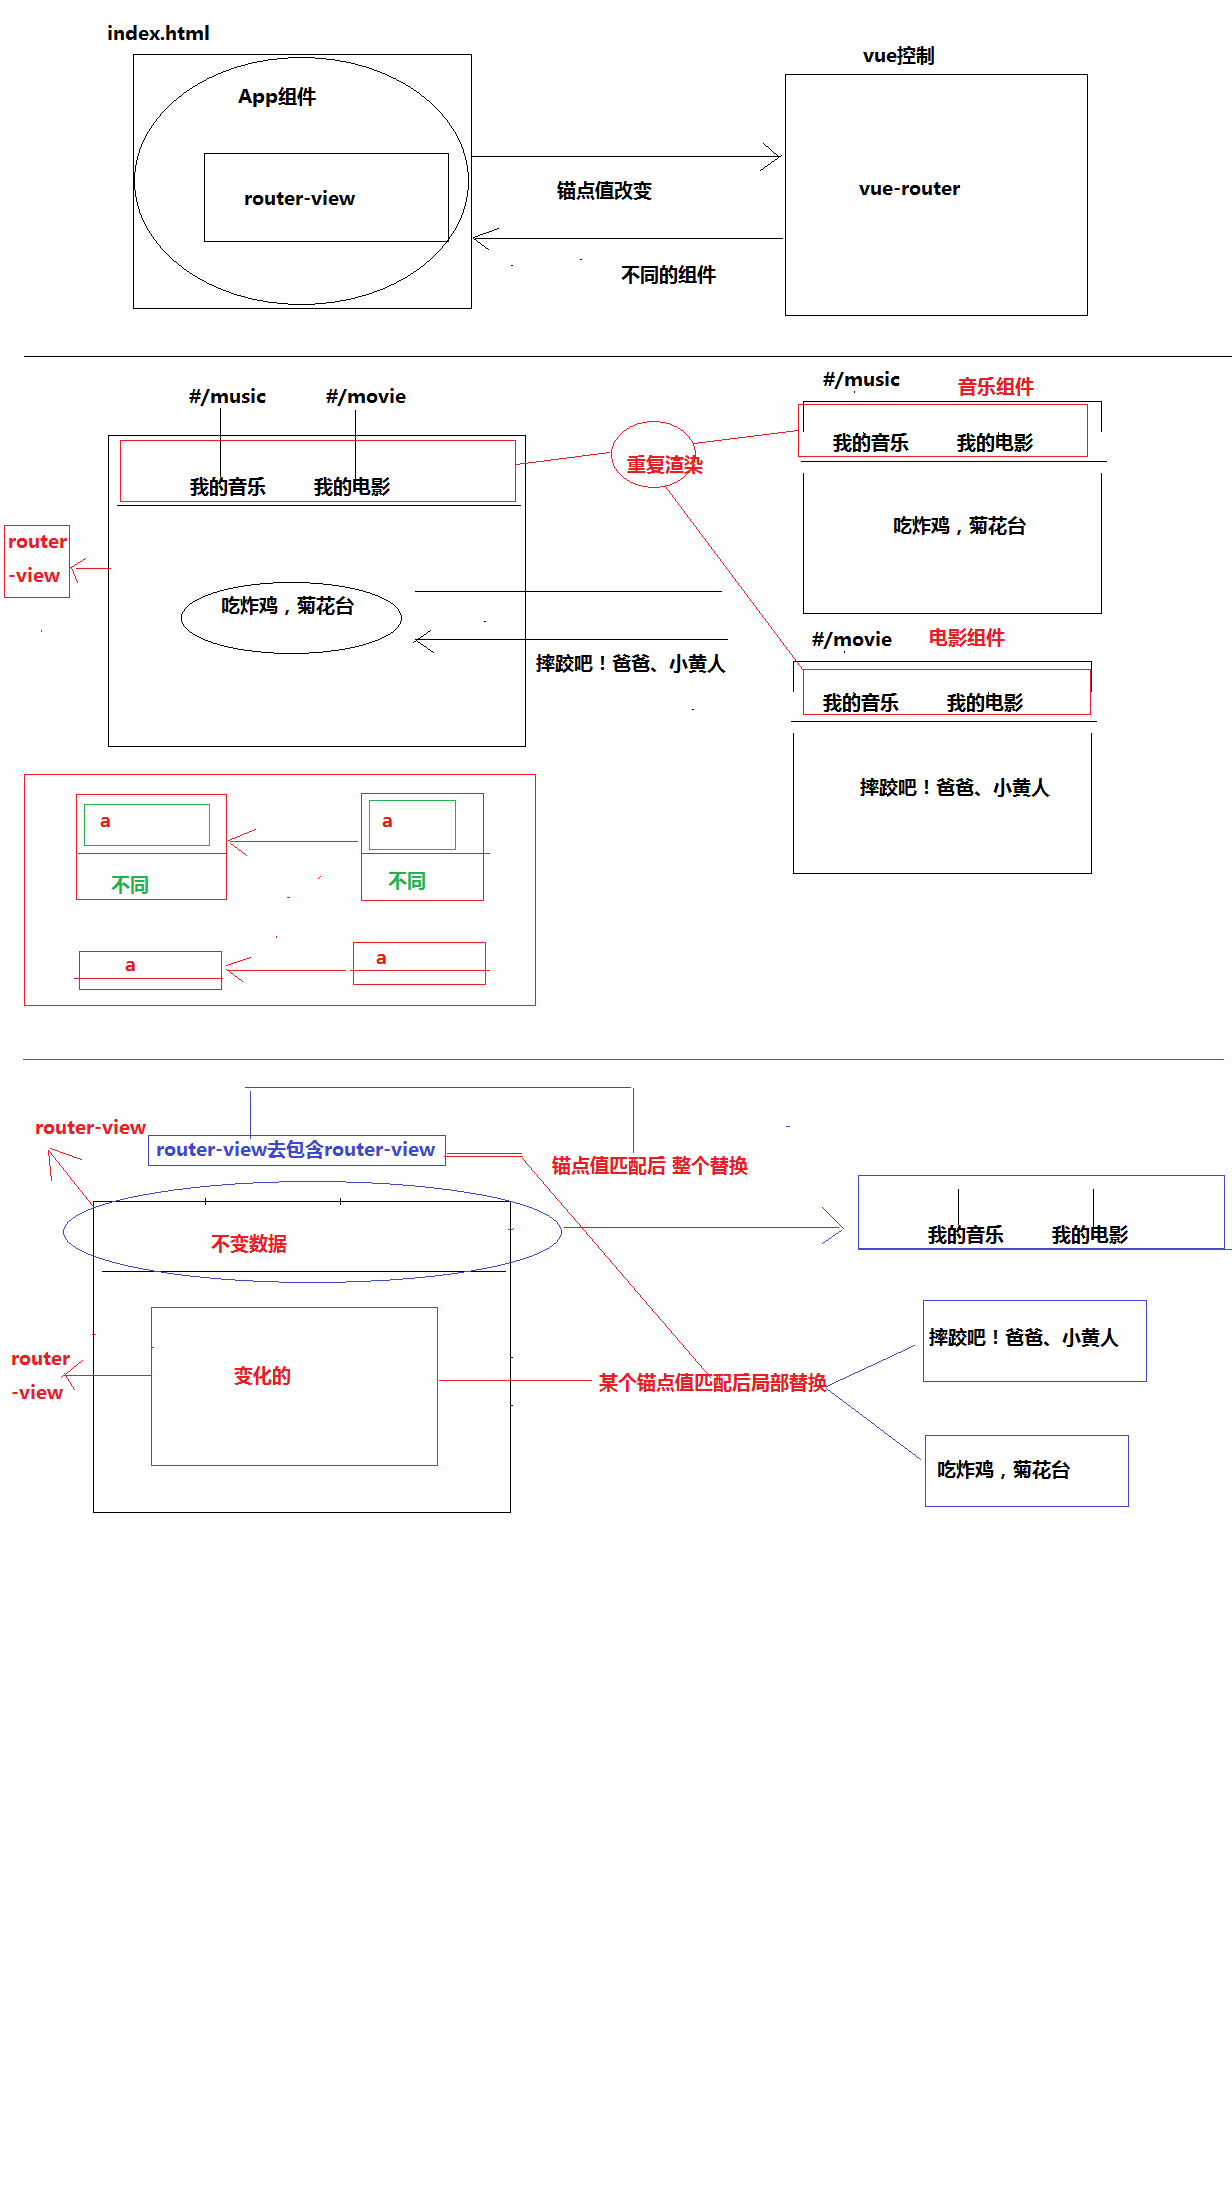 index.html
vue控制
App组件
router-view
锚点值改变
vue-router
不同的组件
#/music
#/movie
我的音乐
我的电影
重复渲染
#/music
音乐组件
我的音乐
我的电影
吃炸鸡，菊花台
router
-view
吃炸鸡，菊花台
摔跤吧！爸爸、小黄人
#/movie
电影组件
我的音乐
我的电影
摔跤吧！爸爸、小黄人
a
a
不同
不同
a
a
router-view
router-view去包含router-view
锚点值匹配后 整个替换
不变数据
我的音乐
我的电影
router
-view
变化的
某个锚点值匹配后局部替换
摔跤吧！爸爸、小黄人
吃炸鸡，菊花台